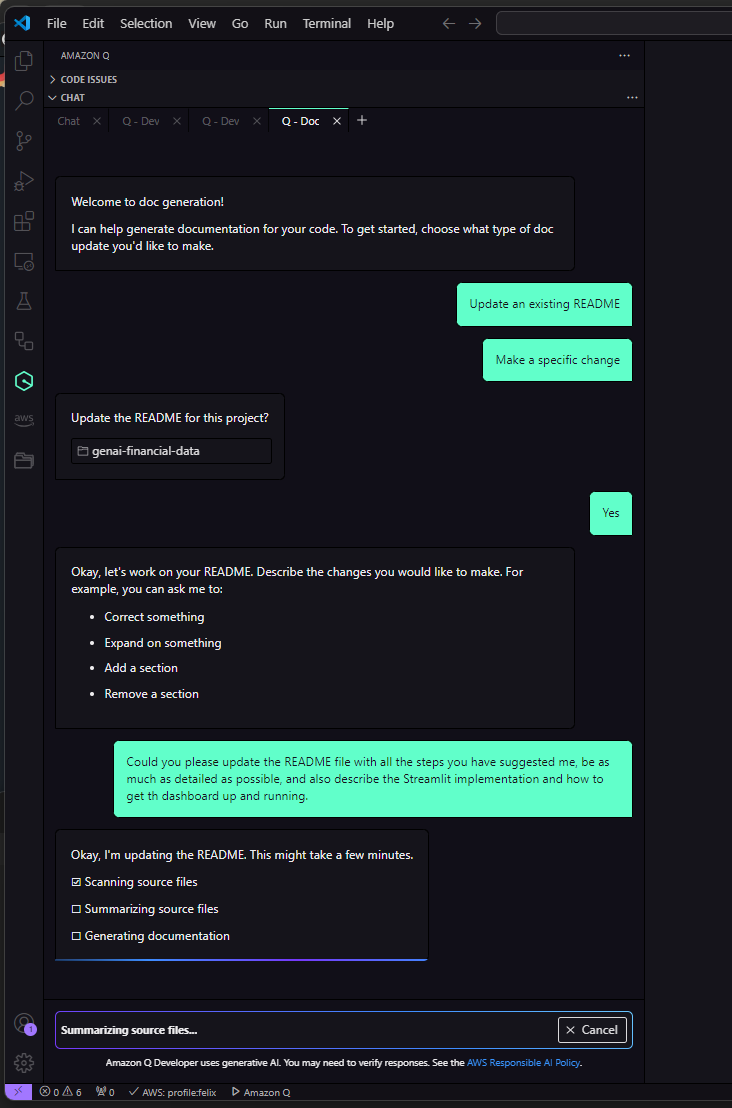 File Edit Selection View Go Run Terminal Help
AMAZON Q
CODE ISSUES
CHAT
Chat Q - Dev Q - Dev Q - Doc
Welcome to doc generation!
I can help generate documentation for your code. To get started, choose what type of doc
update you'd like to make.
Update an existing README
Make a specific change
Update the README for this project?
genai-financial-data
Yes
Okay, let's work on your README. Describe the changes you would like to make. For
example, you can ask me to:
• Correct something
• Expand on something
• Add a section
• Remove a section
Could you please update the README file with all the steps you have suggested me, be as
much as detailed as possible, and also describe the Streamlit implementation and how to
get th dashboard up and running.
Okay, I'm updating the README. This might take a few minutes.
☑ Scanning source files
☐ Summarizing source files
☐ Generating documentation
aws
1
Summarizing source files...
Cancel
Amazon Q Developer uses generative AI. You may need to verify responses. See the AWS Responsible AI Policy.
0 6 0 AWS: profile:felix Amazon Q